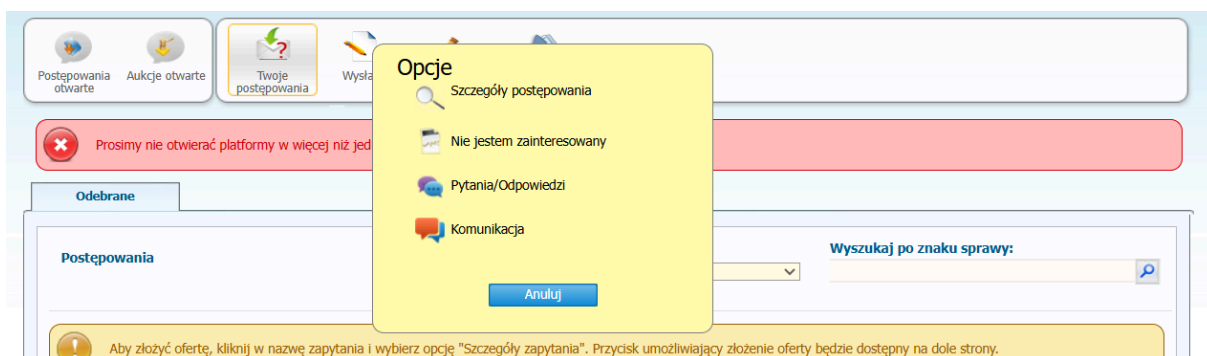 Postępowania
otwarte
Aukcje otwarte
Twoje
postępowania
Opcje
Szczegóły postępowania
Nie jestem zainteresowany
Pytania/Odpowiedzi
Komunikacja
Anuluj
Prosimy nie otwierać platformy w więcej niż
Odebrane
Postępowania
Wyszukaj po znaku sprawy:
Aby złożyć ofertę, kliknij w nazwę zapytania i wybierz opcję "Szczegóły zapytania". Przycisk umożliwiający złożenie oferty będzie dostępny na dole strony.